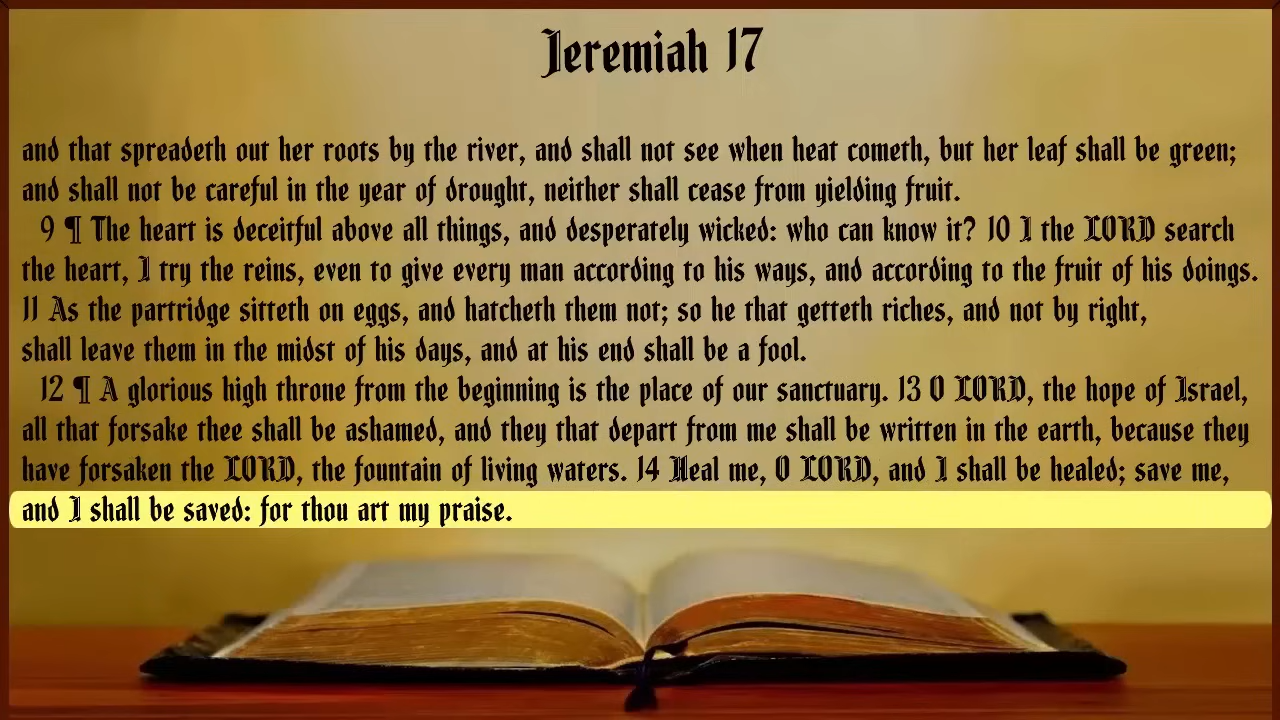 Jeremiah 17
and that spreadeth out her roots by the river, and shall not see when heat cometh, but her leaf shall be green;
and shall not be careful in the year of drought, neither shall cease from yielding fruit.
9 ¶ The heart is deceitful above all things, and desperately wicked: who can know it? 10 I the LORD search
the heart, I try the reins, even to give every man according to his ways, and according to the fruit of his doings.
11 As the partridge sitteth on eggs, and hatcheth them not; so he that getteth riches, and not by right,
shall leave them in the midst of his days, and at his end shall be a fool.
12 ¶ A glorious high throne from the beginning is the place of our sanctuary. 13 O LORD, the hope of Israel,
all that forsake thee shall be ashamed, and they that depart from me shall be written in the earth, because they
have forsaken the LORD, the fountain of living waters. 14 Heal me, O LORD, and I shall be healed; save me,
and I shall be saved: for thou art my praise.